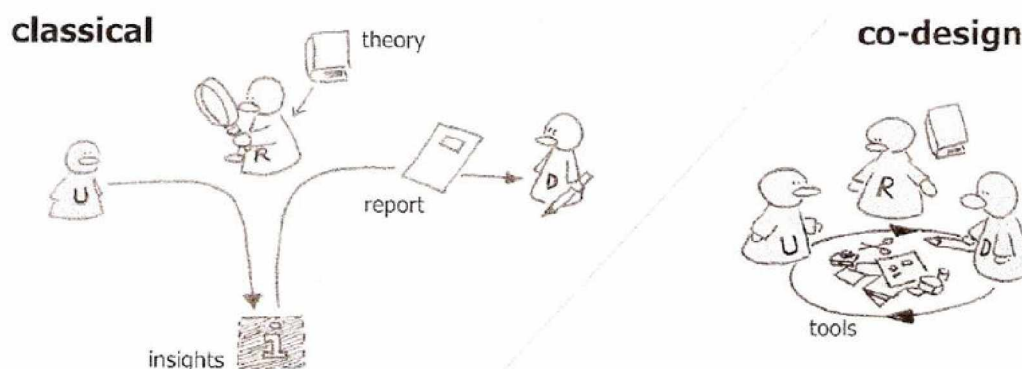 classical
theory
R
U
D
report
i
insights
co-design
R
U
D
tools